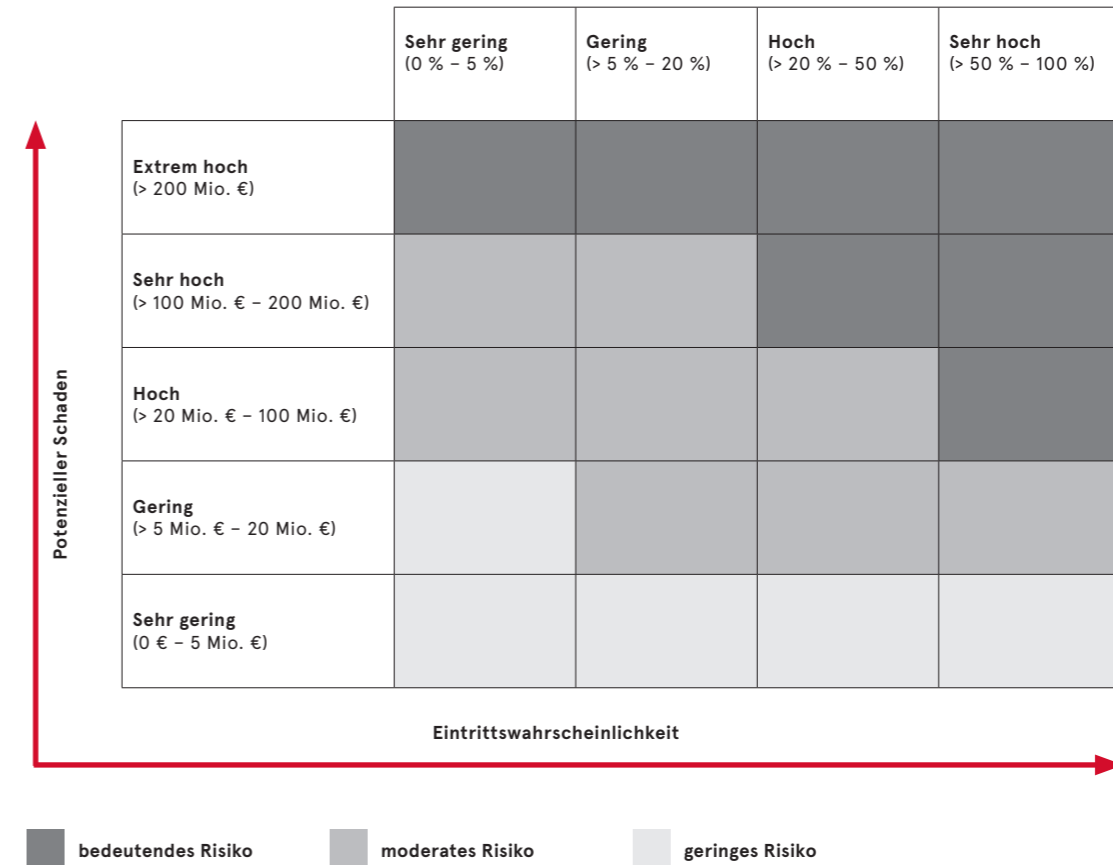 Sehr gering
(0 % – 5 %)
Gering
(> 5 % – 20 %)
Hoch
(> 20 % – 50 %)
Sehr hoch
(> 50 % – 100 %)
Extrem hoch
(> 200 Mio. €)
Sehr hoch
(> 100 Mio. € – 200 Mio. €)
Hoch
(> 20 Mio. € – 100 Mio. €)
Gering
(> 5 Mio. € – 20 Mio. €)
Sehr gering
(0 € – 5 Mio. €)
Potenzieller Schaden
Eintrittswahrscheinlichkeit
bedeutendes Risiko
moderates Risiko
geringes Risiko